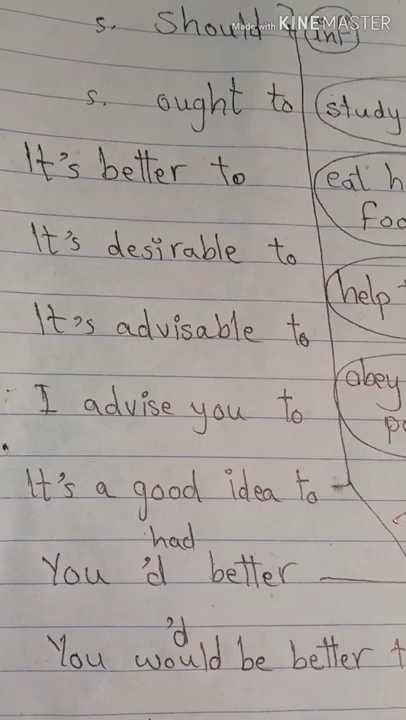 Made with KINEMASTER
s. should inf
s. ought to study
It's better to eat h
foo
It's desirable to
It's advisable to help
I advise you to obey
It's a good idea to
had
You 'd better
'd
You would be better t